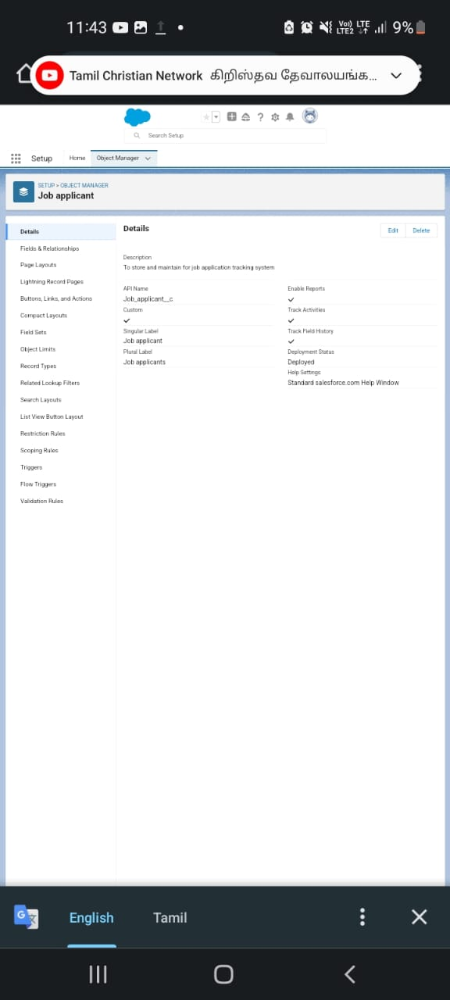 11:43
Vo) LTE
LTE2
9%
Tamil Christian Network கிறிஸ்தவ தேவாலயங்க...
Search Setup
Setup
Home
Object Manager
SETUP > OBJECT MANAGER
Job applicant
Details
Fields & Relationships
Page Layouts
Lightning Record Pages
Buttons, Links, and Actions
Compact Layouts
Field Sets
Object Limits
Record Types
Related Lookup Filters
Search Layouts
List View Button Layout
Restriction Rules
Scoping Rules
Triggers
Flow Triggers
Validation Rules
Details
Edit
Delete
Description
To store and maintain for job application tracking system
API Name
Job_applicant__c
Custom
Singular Label
Job applicant
Plural Label
Job applicants
Enable Reports
Track Activities
Track Field History
Deployment Status
Deployed
Help Settings
Standard salesforce.com Help Window
English
Tamil